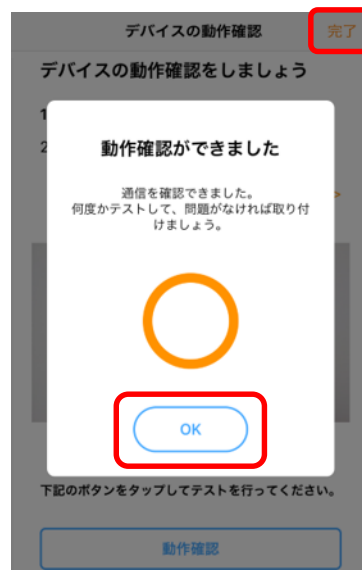 デバイスの動作確認
完了
デバイスの動作確認をしましょう
1
2
動作確認ができました
通信を確認できました。
何度かテストして、問題がなければ取り付
けましょう。
>
OK
下記のボタンをタップしてテストを行ってください。
動作確認